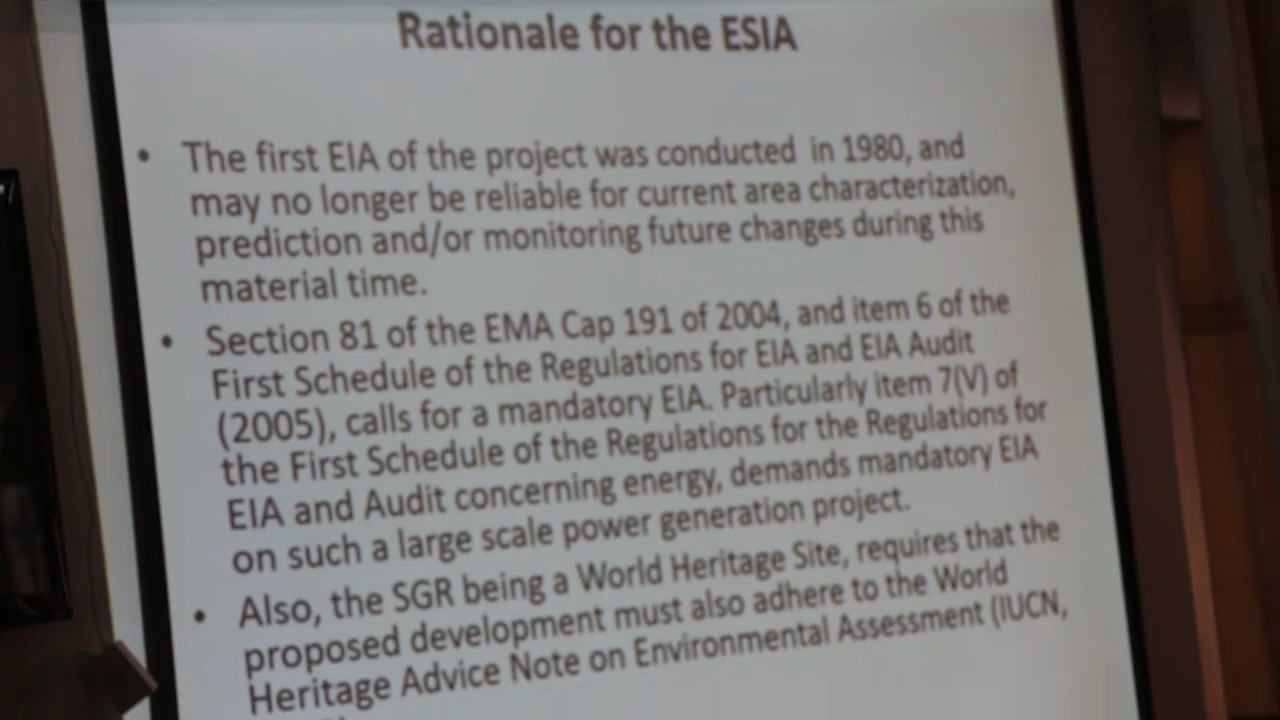 Rationale for the ESIA
• The first EIA of the project was conducted in 1980, and
may no longer be reliable for current area characterization,
prediction and/or monitoring future changes during this
material time.
• Section 81 of the EMA Cap 191 of 2004, and item 6 of the
First Schedule of the Regulations for EIA and EIA Audit
(2005), calls for a mandatory EIA. Particularly item 7(V) of
the First Schedule of the Regulations for the Regulations for
EIA and Audit concerning energy, demands mandatory EIA
on such a large scale power generation project.
• Also, the SGR being a World Heritage Site, requires that the
proposed development must also adhere to the World
Heritage Advice Note on Environmental Assessment (IUCN,